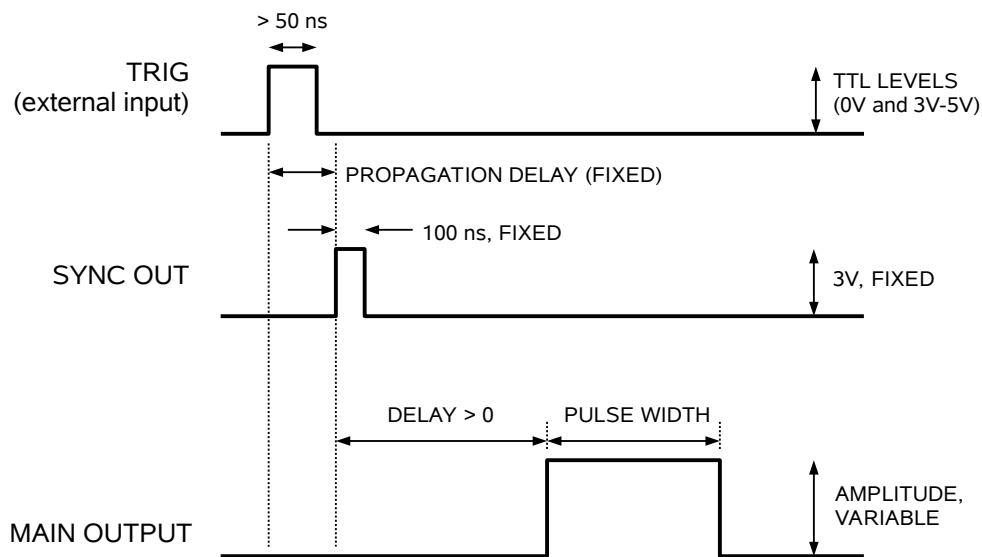 > 50 ns
TRIG
(external input)
TTL LEVELS
(0V and 3V-5V)
PROPAGATION DELAY (FIXED)
100 ns, FIXED
SYNC OUT
3V, FIXED
DELAY > 0
PULSE WIDTH
AMPLITUDE,
VARIABLE
MAIN OUTPUT